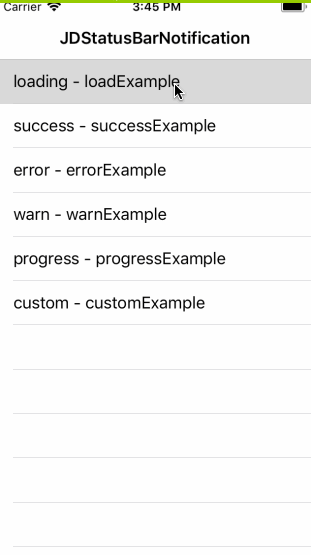 Carrier 3:45 PM
JDStatusBarNotification
loading - loadExample
success - successExample
error - errorExample
warn - warnExample
progress - progressExample
custom - customExample